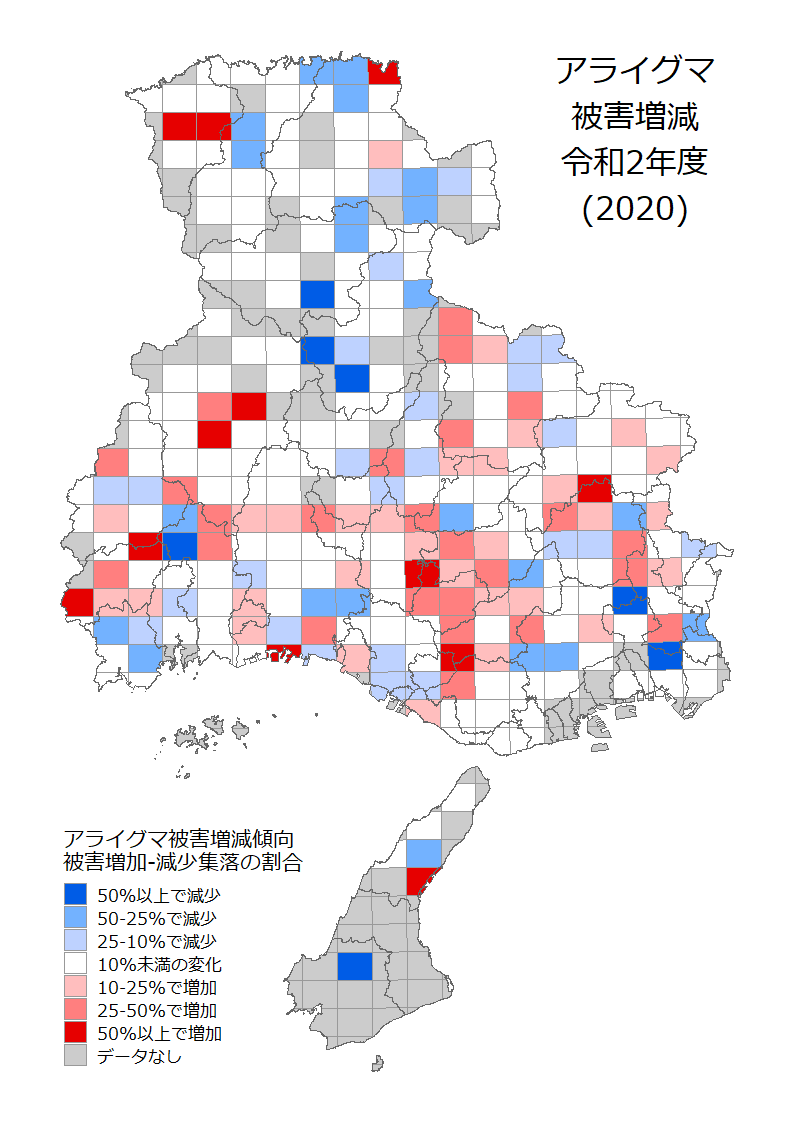 アライグマ
被害増減
令和2年度
(2020)
アライグマ被害増減傾向
被害増加-減少集落の割合
50%以上で減少
50-25%で減少
25-10%で減少
10%未満の変化
10-25%で増加
25-50%で増加
50%以上で増加
データなし